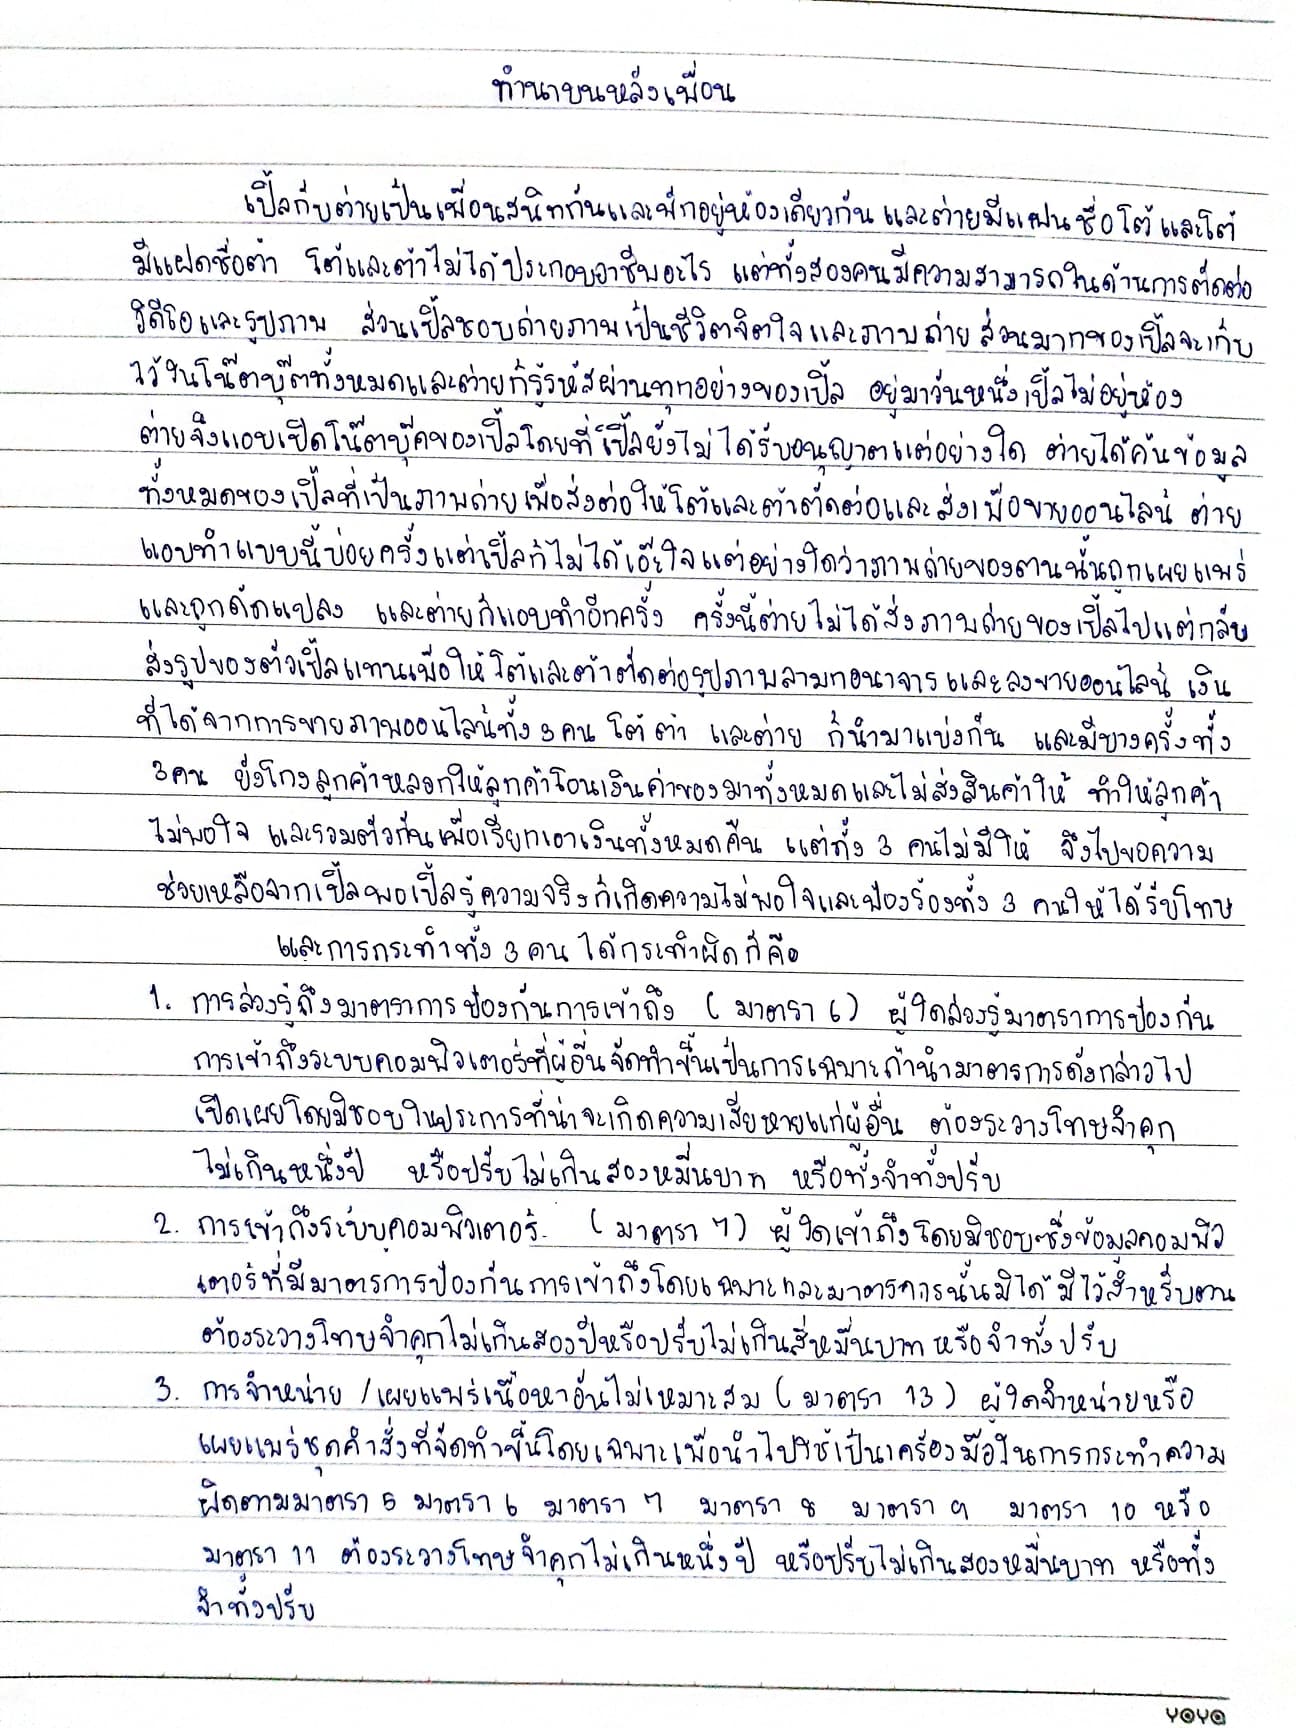 ทำนาบนหลังเพื่อน
เปิ้ลกับต่ายเป็นเพื่อนสนิทกันและพักอยู่ห้องเดียวกัน และต่ายมีแฟนชื่อโต้ และโต้
มีแฝดชื่อต้า โต้และต้าไม่ได้ประกอบอาชีพอะไร แต่ทั้งสองคนมีความสามารถในด้านการตัดต่อ
วิดีโอและรูปภาพ ส่วนเปิ้ลชอบถ่ายภาพเป็นชีวิตจิตใจและภาพถ่ายส่วนมากของเปิ้ลจะเก็บ
ไว้ในโน๊ตบุ๊ตทั้งหมดและต่ายก็รู้รหัสผ่านทุกอย่างของเปิ้ล อยู่มาวันหนึ่งเปิ้ลไม่อยู่ห้อง
ต่ายจึงแอบเปิดโน๊ตบุ๊คของเปิ้ลโดยที่เปิ้ลยังไม่ได้รับอนุญาตแต่อย่างใด ต่ายได้ค้นข้อมูล
ทั้งหมดของเปิ้ลที่เป็นภาพถ่ายเพื่อส่งต่อให้โต้และต้าตัดต่อและส่งเพื่อขายออนไลน์ ต่าย
แอบทำแบบนี้บ่อยครั้งแต่เปิ้ลก็ไม่ได้เอ๊ะใจแต่อย่างใดว่าภาพถ่ายของตนนั้นถูกเผยแพร่
และถูกดัดแปลง และต่ายก็แอบทำอีกครั้ง ครั้งนี้ต่ายไม่ได้ส่งภาพถ่ายของเปิ้ลไปแต่กลับ
ส่งรูปของตัวเปิ้ลแทนเพื่อให้โต้และต้าตัดต่อรูปภาพลามกอนาจารและลงขายออนไลน์ เงิน
ที่ได้จากการขายภาพออนไลน์ทั้ง 3 คน โต้ ต้า และต่าย ก็นำมาแบ่งกัน และมีบางครั้งทั้ง
3 คน ยังโกงลูกค้าหลอกให้ลูกค้าโอนเงินค่าของมาทั้งหมดและไม่ส่งสินค้าให้ ทำให้ลูกค้า
ไม่พอใจ และรวมตัวกันเพื่อเรียกเอาเงินทั้งหมดคืน แต่ทั้ง 3 คนไม่มีให้ จึงไปขอความ
ช่วยเหลือจากเปิ้ลพอเปิ้ลรู้ความจริงก็เกิดความไม่พอใจและฟ้องร้องทั้ง 3 คนให้ได้รับโทษ
และการกระทำทั้ง 3 คน ได้กระทำผิดก็คือ
1. การล่วงรู้ถึงมาตราการป้องกันการเข้าถึง ( มาตรา 6 ) ผู้ใดล่วงรู้มาตราการป้องกัน
การเข้าถึงระบบคอมพิวเตอร์ที่ผู้อื่นจัดทำขึ้นเป็นการเฉพาะถ้านำมาตรการดังกล่าวไป
เปิดเผยโดยมิชอบในประการที่น่าจะเกิดความเสียหายแก่ผู้อื่น ต้องระวางโทษจำคุก
ไม่เกินหนึ่งปี หรือปรับไม่เกินสองหมื่นบาท หรือทั้งจำทั้งปรับ
2. การเข้าถึงระบบคอมพิวเตอร์. ( มาตรา 7 ) ผู้ใดเข้าถึงโดยมิชอบซึ่งข้อมูลคอมพิว
เตอร์ที่มีมาตรการป้องกันการเข้าถึงโดยเฉพาะและมาตรการนั้นมิได้มีไว้สำหรับตน
ต้องระวางโทษจำคุกไม่เกินสองปีหรือปรับไม่เกินสี่หมื่นบาท หรือจำทั้งปรับ
3. การจำหน่าย /เผยแพร่เนื้อหาอันไม่เหมาะสม ( มาตรา 13 ) ผู้ใดจำหน่ายหรือ
เผยแพร่ชุดคำสั่งที่จัดทำขึ้นโดยเฉพาะเพื่อนำไปใช้เป็นเครื่องมือในการกระทำความ
ผิดตามมาตรา 5 มาตรา 6 มาตรา 7 มาตรา 8 มาตรา 9 มาตรา 10 หรือ
มาตรา 11 ต้องระวางโทษจำคุกไม่เกินหนึ่งปี หรือปรับไม่เกินสองหมื่นบาท หรือทั้ง
จำทั้งปรับ
YOYO